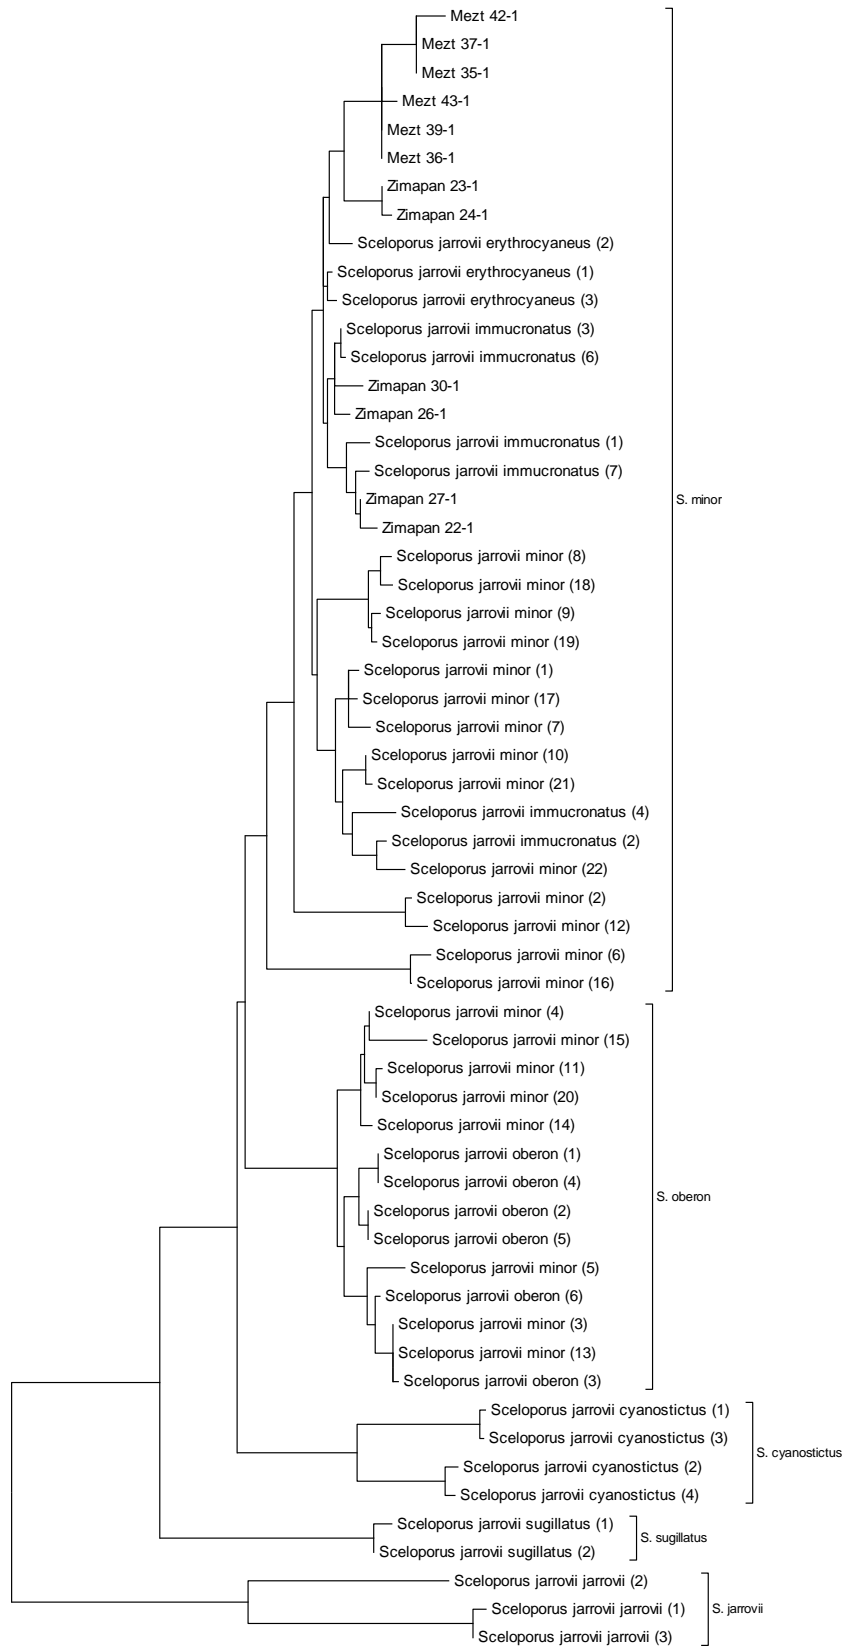 Mezt 42-1
Mezt 37-1
Mezt 35-1
Mezt 43-1
Mezt 39-1
Mezt 36-1
Zimapan 23-1
Zimapan 24-1
Sceloporus jarrovii erythrocyaneus (2)
Sceloporus jarrovii erythrocyaneus (1)
Sceloporus jarrovii erythrocyaneus (3)
Sceloporus jarrovii immucronatus (3)
Sceloporus jarrovii immucronatus (6)
Zimapan 30-1
Zimapan 26-1
Sceloporus jarrovii immucronatus (1)
Sceloporus jarrovii immucronatus (7)
Zimapan 27-1
Zimapan 22-1
S. minor
Sceloporus jarrovii minor (8)
Sceloporus jarrovii minor (18)
Sceloporus jarrovii minor (9)
Sceloporus jarrovii minor (19)
Sceloporus jarrovii minor (1)
Sceloporus jarrovii minor (17)
Sceloporus jarrovii minor (7)
Sceloporus jarrovii minor (10)
Sceloporus jarrovii minor (21)
Sceloporus jarrovii immucronatus (4)
Sceloporus jarrovii immucronatus (2)
Sceloporus jarrovii minor (22)
Sceloporus jarrovii minor (2)
Sceloporus jarrovii minor (12)
Sceloporus jarrovii minor (6)
Sceloporus jarrovii minor (16)
Sceloporus jarrovii minor (4)
Sceloporus jarrovii minor (15)
Sceloporus jarrovii minor (11)
Sceloporus jarrovii minor (20)
Sceloporus jarrovii minor (14)
Sceloporus jarrovii oberon (1)
Sceloporus jarrovii oberon (4)
S. oberon
Sceloporus jarrovii oberon (2)
Sceloporus jarrovii oberon (5)
Sceloporus jarrovii minor (5)
Sceloporus jarrovii oberon (6)
Sceloporus jarrovii minor (3)
Sceloporus jarrovii minor (13)
Sceloporus jarrovii oberon (3)
Sceloporus jarrovii cyanostictus (1)
Sceloporus jarrovii cyanostictus (3)
S. cyanostictus
Sceloporus jarrovii cyanostictus (2)
Sceloporus jarrovii cyanostictus (4)
Sceloporus jarrovii sugillatus (1)
S. sugillatus
Sceloporus jarrovii sugillatus (2)
Sceloporus jarrovii jarrovii (2)
S. jarrovii
Sceloporus jarrovii jarrovii (1)
Sceloporus jarrovii jarrovii (3)